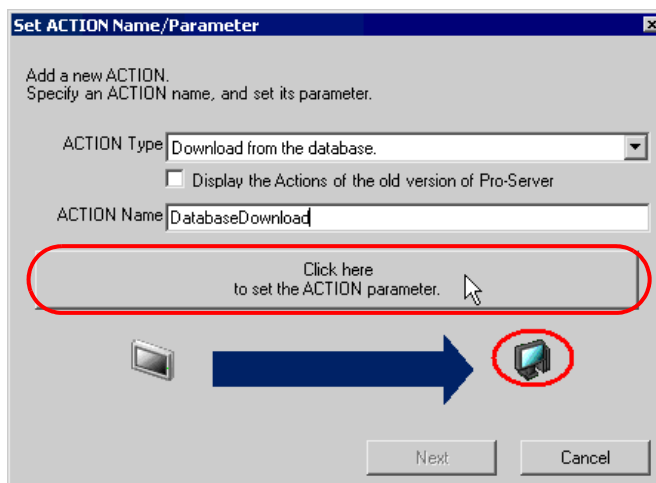 Set ACTION Name/Parameter
Add a new ACTION.
Specify an ACTION name, and set its parameter.
ACTION Type Download from the database.
Display the Actions of the old version of Pro-Server
ACTION Name DatabaseDownload
Click here
to set the ACTION parameter.
Next Cancel